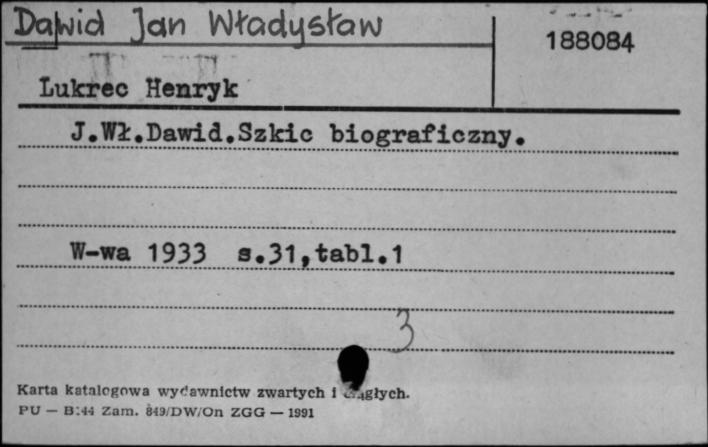 Dawid Jan Władysław
188084
Lukrec Henryk
J.Wł.Dawid.Szkic biograficzny.
W-wa 1933 s.31,tabl.1
3
Karta katalogowa wydawnictw zwartych i ciągłych.
PU — B:44 Zam. 849/DW/On ZGG — 1991